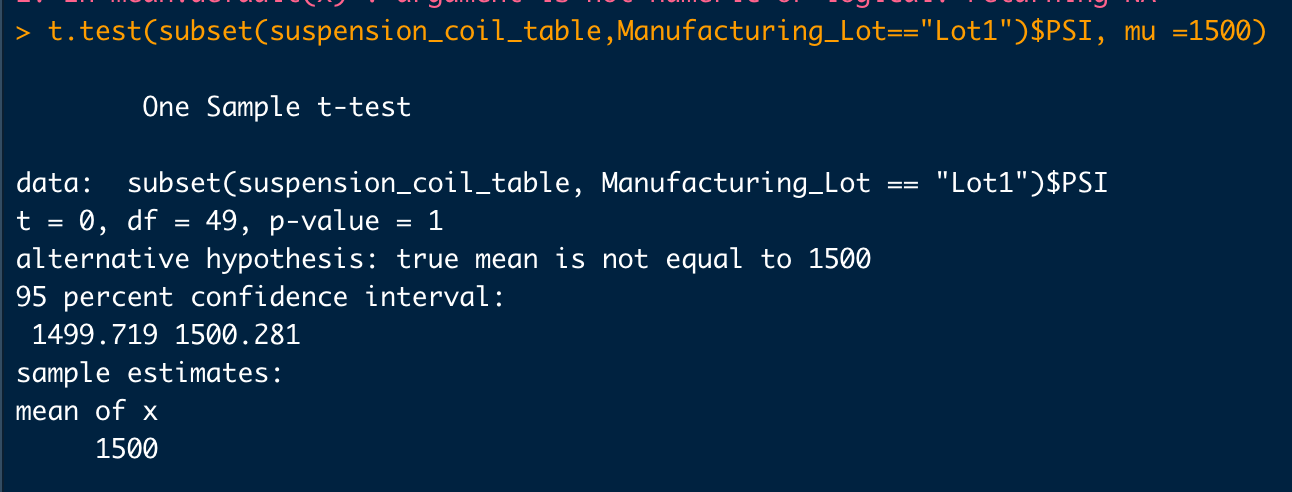 > t.test(subset(suspension_coil_table,Manufacturing_Lot=="Lot1")$PSI, mu =1500)
One Sample t-test
data:  subset(suspension_coil_table, Manufacturing_Lot == "Lot1")$PSI
t = 0, df = 49, p-value = 1
alternative hypothesis: true mean is not equal to 1500
95 percent confidence interval:
1499.719 1500.281
sample estimates:
mean of x
1500